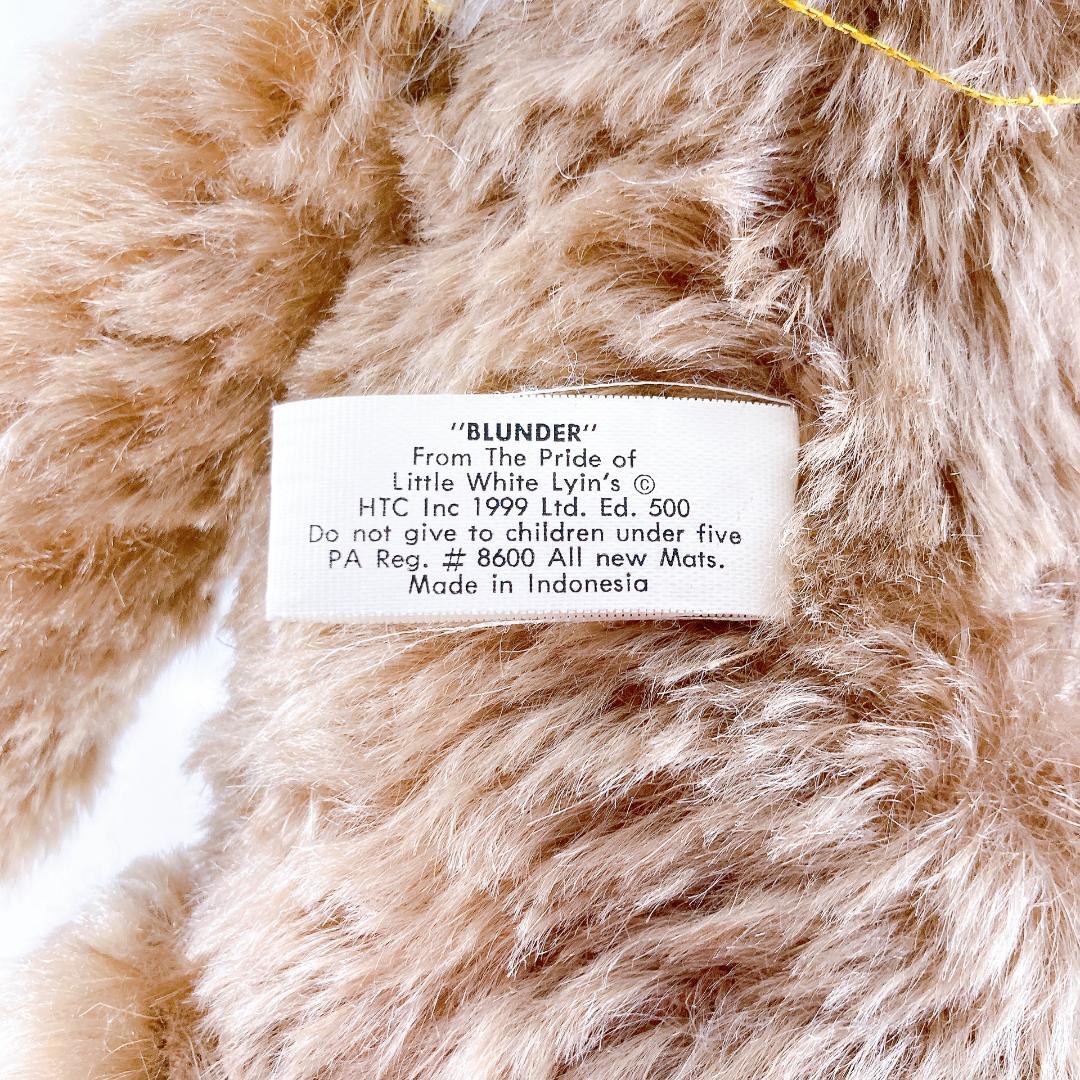 "BLUNDER"
From The Pride of
Little White Lyin's ©
HTC Inc 1999 Ltd. Ed. 500
Do not give to children under five
PA Reg. # 8600 All new Mats.
Made in Indonesia